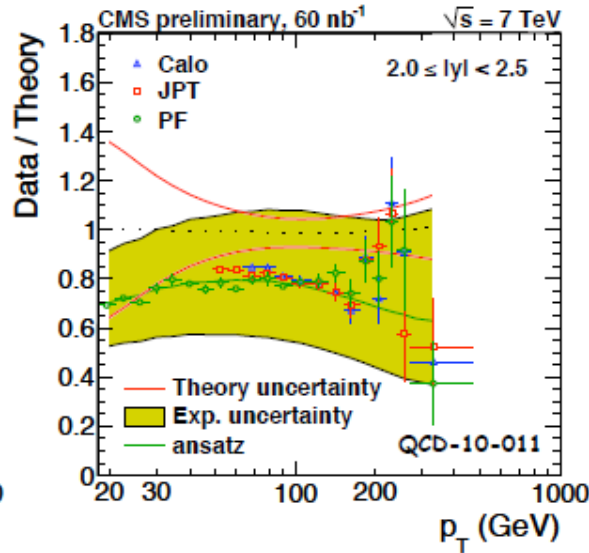 CMS preliminary, 60 nb⁻¹ √s = 7 TeV
Calo
JPT
PF
2.0 ≤ |y| < 2.5
Data / Theory
1.8
1.6
1.4
1.2
1
0.8
0.6
0.4
0.2
0
Theory uncertainty
Exp. uncertainty
ansatz
QCD-10-011
20 30 100 200 1000
p_T (GeV)